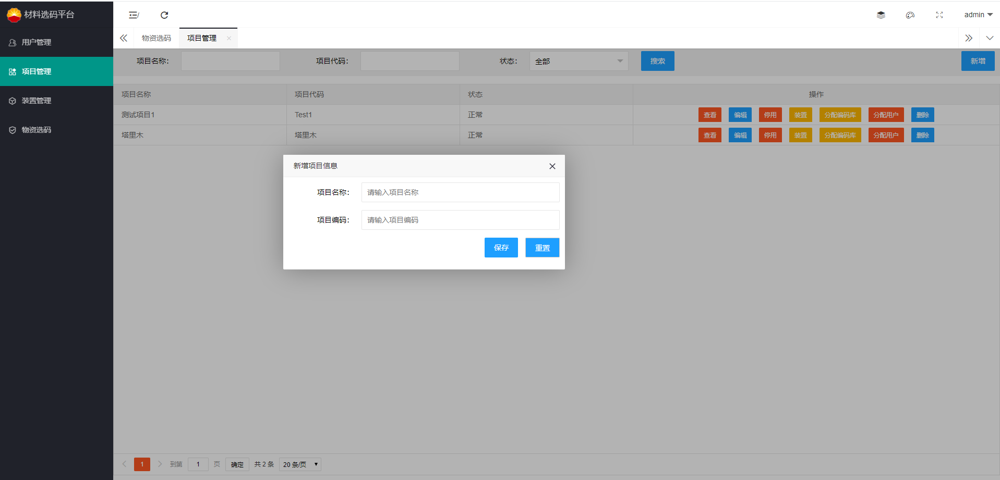 材料选码平台
admin
用户管理
项目管理
装置管理
物资选码
物资选码 项目管理
项目名称： 项目代码： 状态： 全部 搜索 新增
项目名称 项目代码 状态 操作
测试项目1 Test1 正常 查看 编辑 停用 装置 分配编码库 分配用户 删除
塔里木 塔里木 正常 查看 编辑 停用 装置 分配编码库 分配用户 删除
新增项目信息
项目名称： 请输入项目名称
项目编码： 请输入项目编码
保存 重置
1 到第 1 页 确定 共 2 条 20 条/页